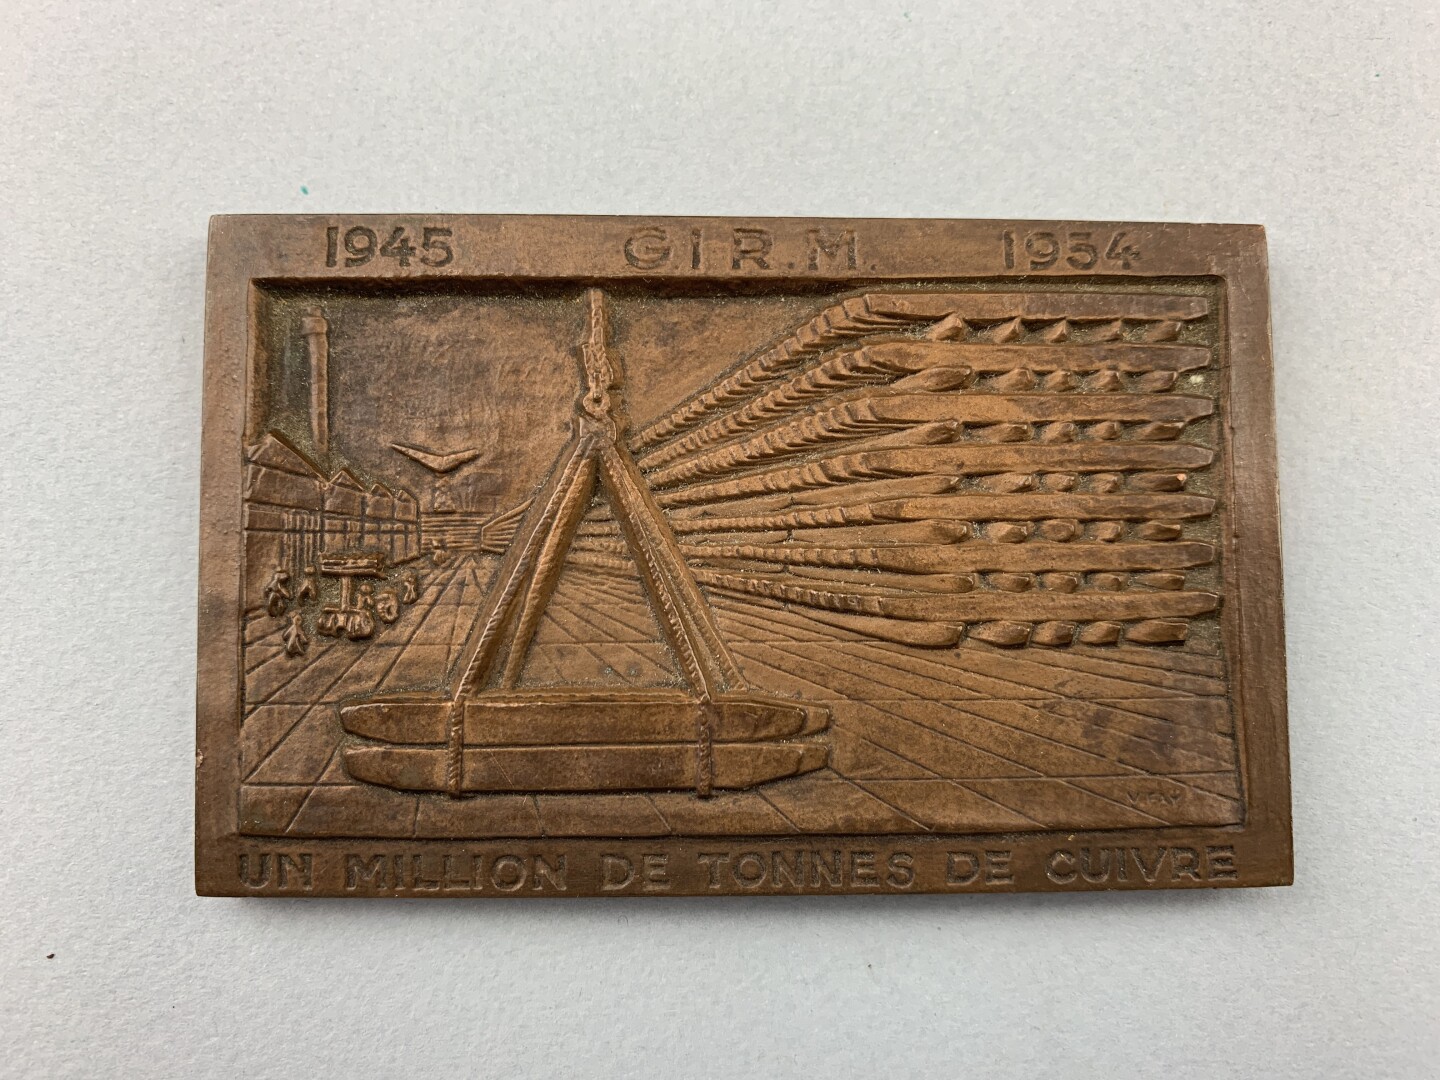 1945 G.I.R.M. 1954
UN MILLION DE TONNES DE CUIVRE